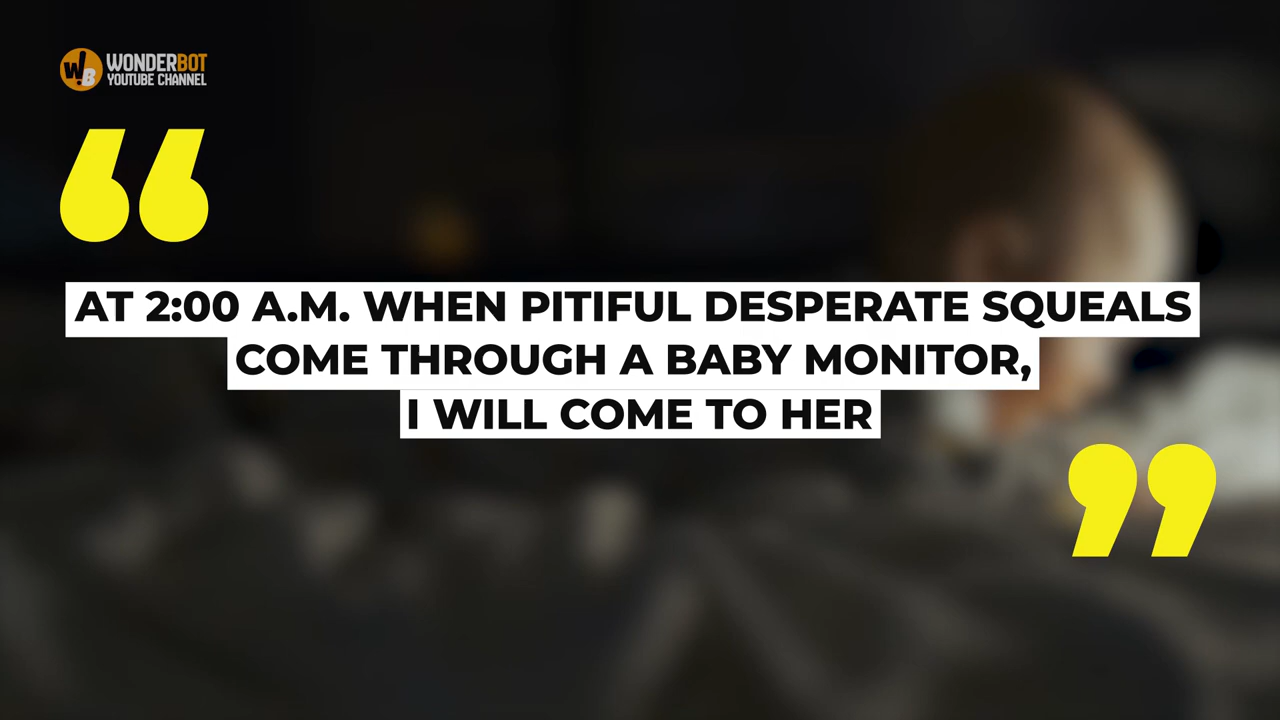 WONDERBOT
YOUTUBE CHANNEL
“
AT 2:00 A.M. WHEN PITIFUL DESPERATE SQUEALS
COME THROUGH A BABY MONITOR,
I WILL COME TO HER
”